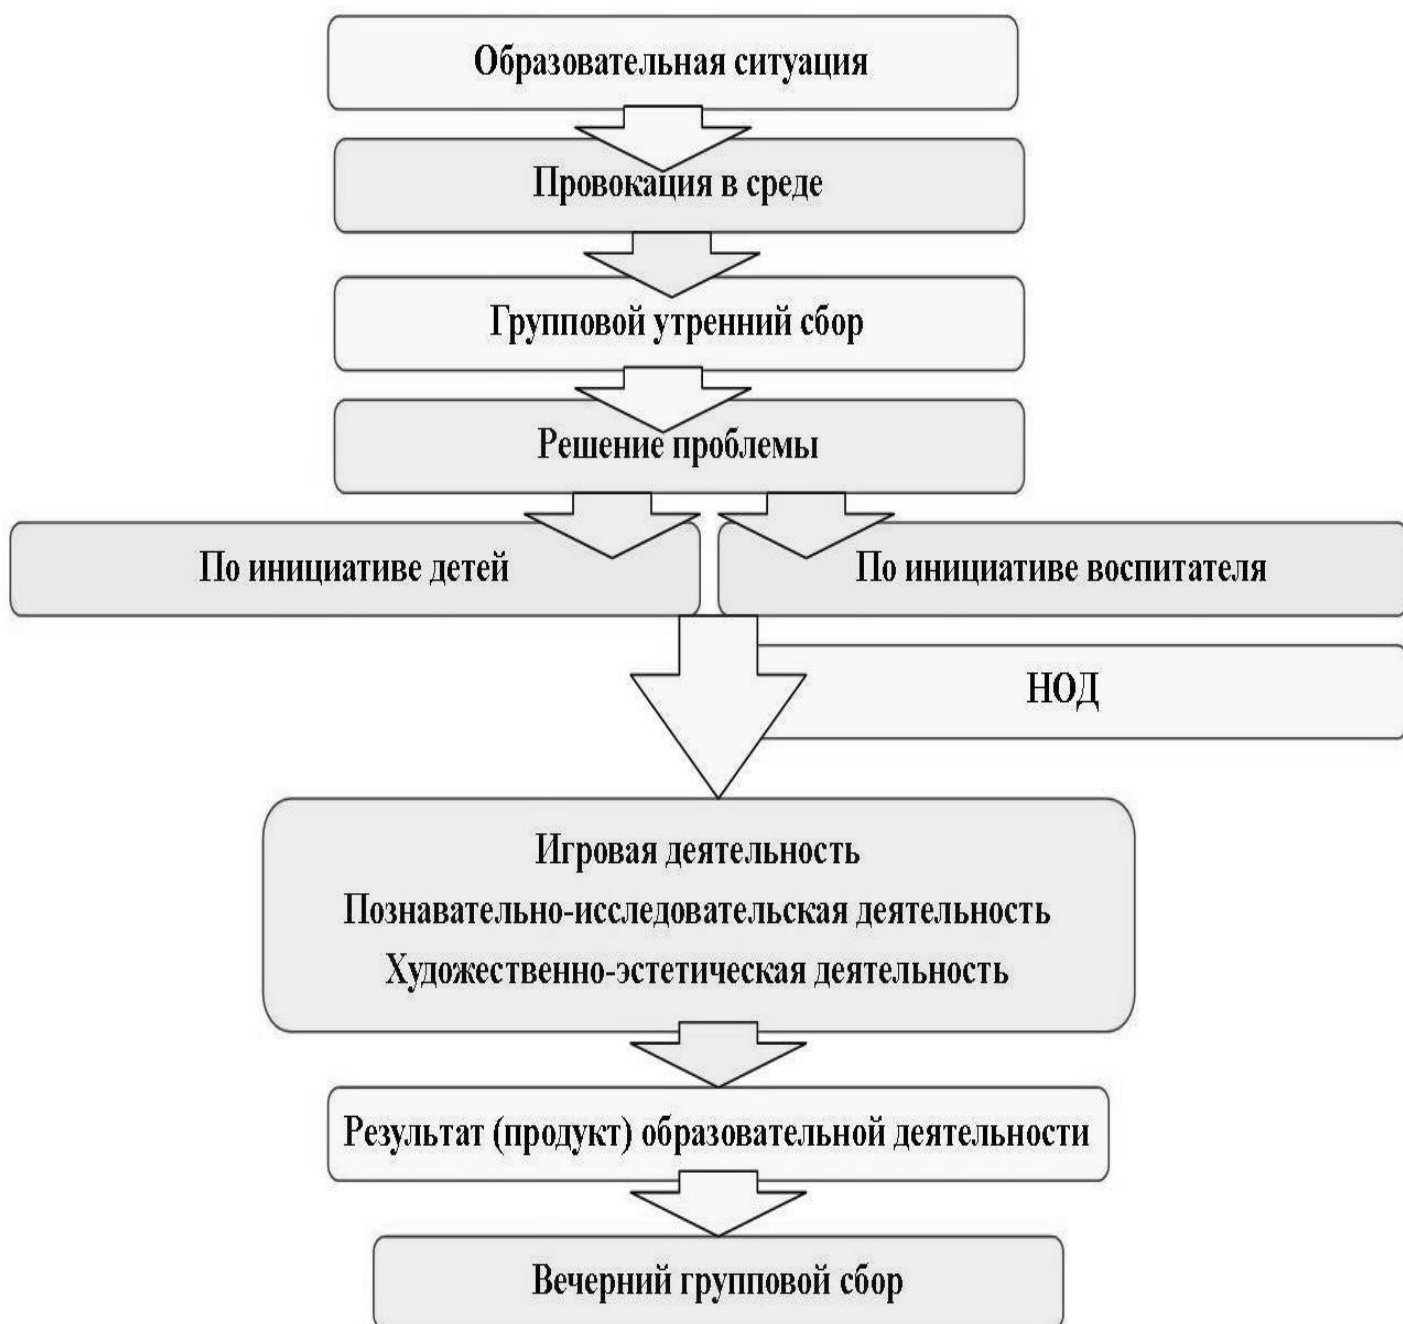 Образовательная ситуация
Провокация в среде
Групповой утренний сбор
Решение проблемы
По инициативе детей
По инициативе воспитателя
НОД
Игровая деятельность
Познавательно-исследовательская деятельность
Художественно-эстетическая деятельность
Результат (продукт) образовательной деятельности
Вечерний групповой сбор